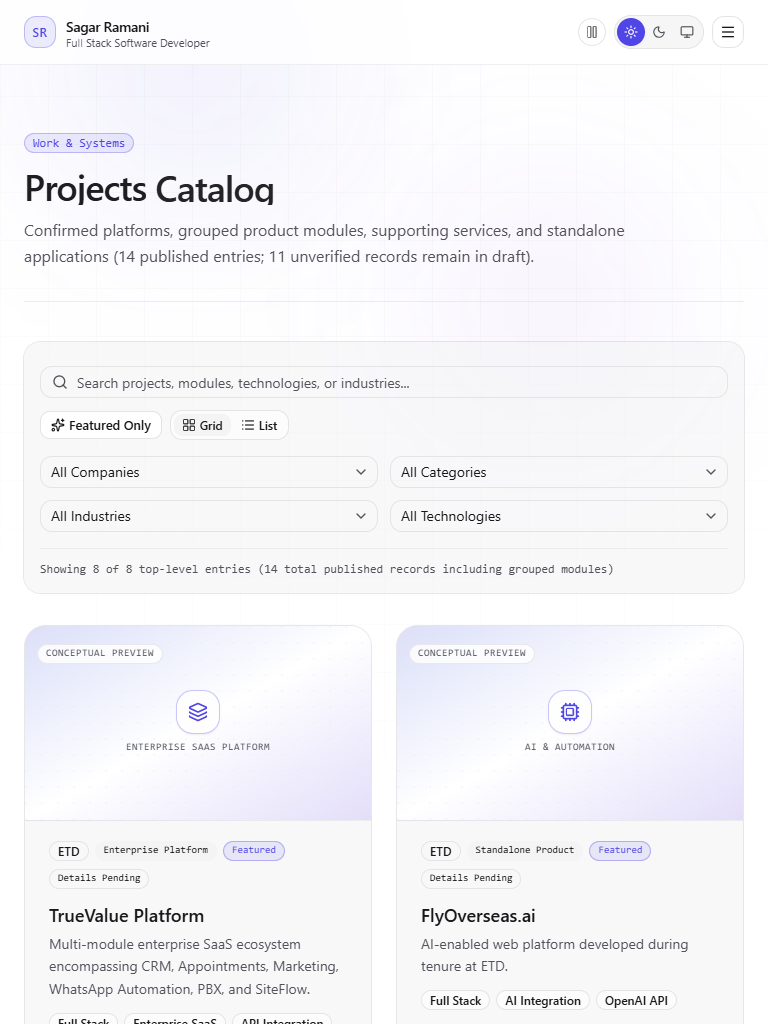 SR
Sagar Ramani
Full Stack Software Developer
Work & Systems
Projects Catalog
Confirmed platforms, grouped product modules, supporting services, and standalone
applications (14 published entries; 11 unverified records remain in draft).
Search projects, modules, technologies, or industries...
Featured Only
Grid
List
All Companies
All Categories
All Industries
All Technologies
Showing 8 of 8 top-level entries (14 total published records including grouped modules)
CONCEPTUAL PREVIEW
ENTERPRISE SAAS PLATFORM
ETD
Enterprise Platform
Featured
Details Pending
TrueValue Platform
Multi-module enterprise SaaS ecosystem
encompassing CRM, Appointments, Marketing,
WhatsApp Automation, PBX, and SiteFlow.
Full Stack
Enterprise SaaS
API Integration
CONCEPTUAL PREVIEW
AI & AUTOMATION
ETD
Standalone Product
Featured
Details Pending
FlyOverseas.ai
AI-enabled web platform developed during
tenure at ETD.
Full Stack
AI Integration
OpenAI API